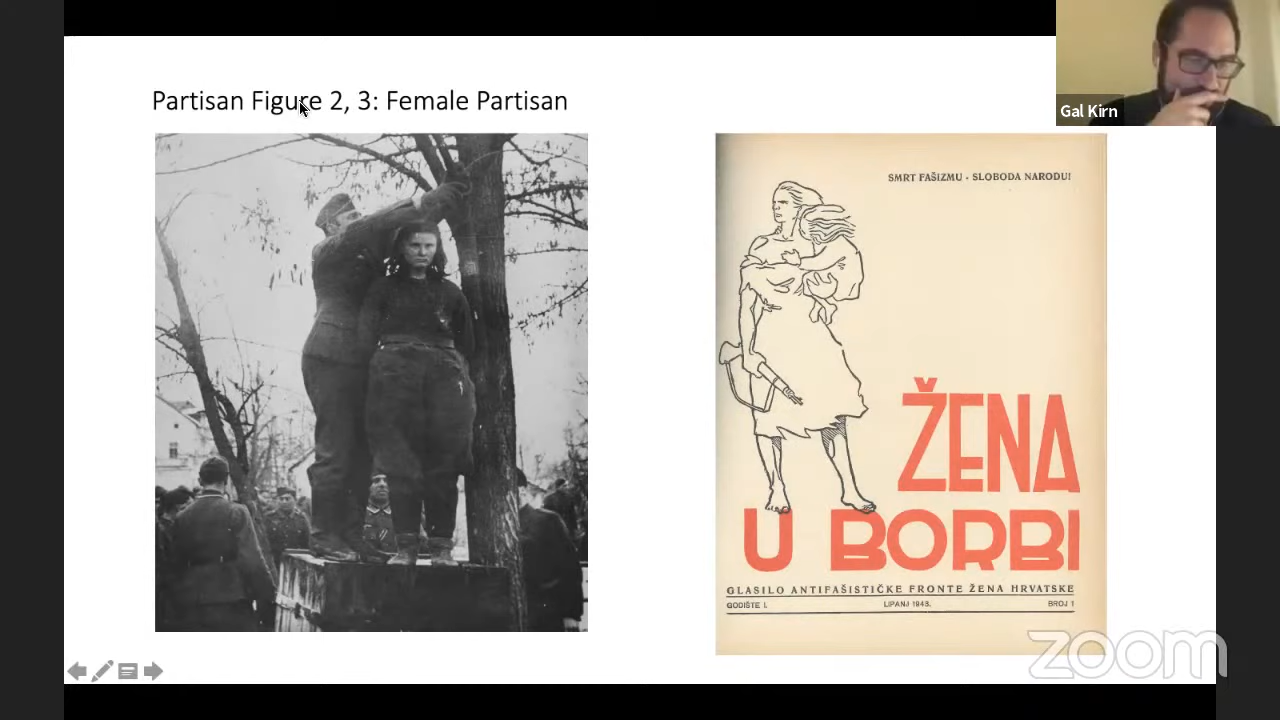 Partisan Figure 2, 3: Female Partisan
Gal Kirn
SMRT FAŠIZMU - SLOBODA NARODU!
ŽENA
U BORBI
GLASILO ANTIFAŠISTIČKE FRONTE ŽENA HRVATSKE
GODIŠTE I.
LIPANJ 1943.
BROJ 1
zoom